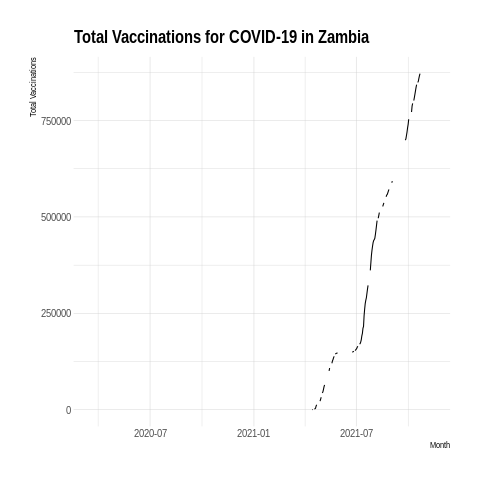 Total Vaccinations for COVID-19 in Zambia
Total Vaccinations
750000
500000
250000
0
2020-07 2021-01 2021-07
Month